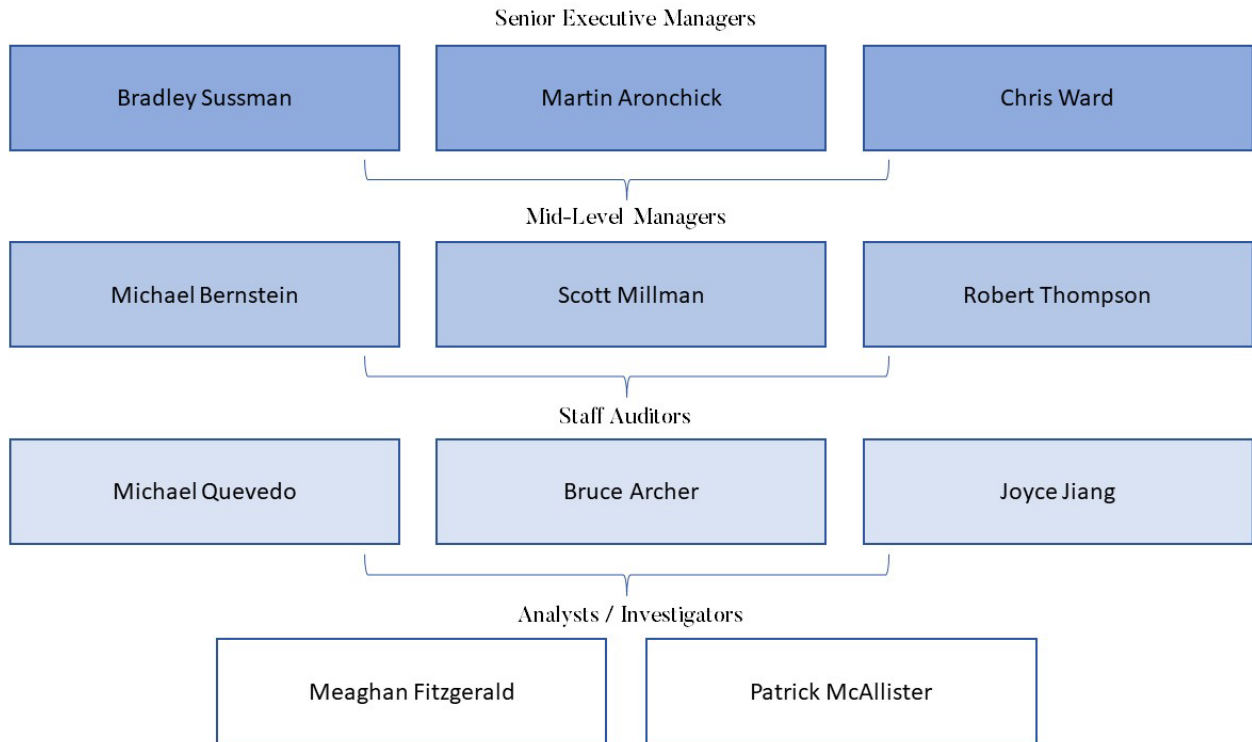 Senior Executive Managers
Bradley Sussman
Martin Aronchick
Chris Ward
Mid-Level Managers
Michael Bernstein
Scott Millman
Robert Thompson
Staff Auditors
Michael Quevedo
Bruce Archer
Joyce Jiang
Analysts / Investigators
Meaghan Fitzgerald
Patrick McAllister